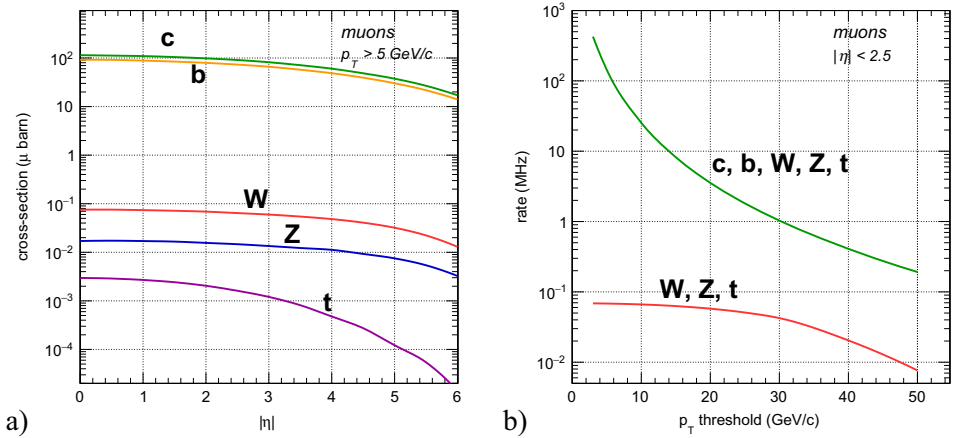 muons
p_T > 5 GeV/c
c
b
W
Z
t
10^2
10
1
10^-1
10^-2
10^-3
10^-4
cross-section (μ barn)
0 1 2 3 4 5 6
|η|
a)
muons
|η| < 2.5
c, b, W, Z, t
W, Z, t
10^3
10^2
10
1
10^-1
10^-2
rate (MHz)
0 10 20 30 40 50
p_T threshold (GeV/c)
b)